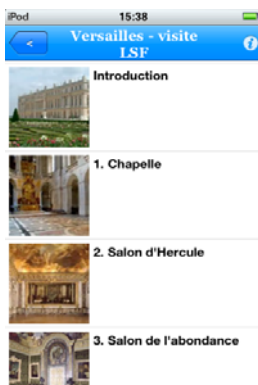 iPod 15:38
< Versailles - visite
LSF
Introduction
1. Chapelle
2. Salon d'Hercule
3. Salon de l'abondance